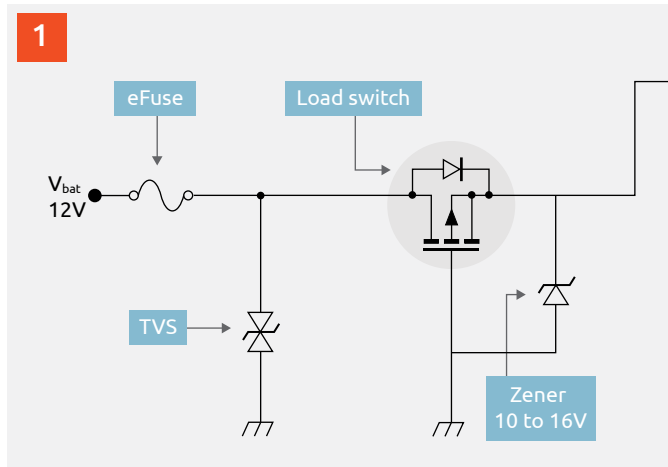 1
eFuse
Load switch
Vbat
12V
TVS
Zener
10 to 16V